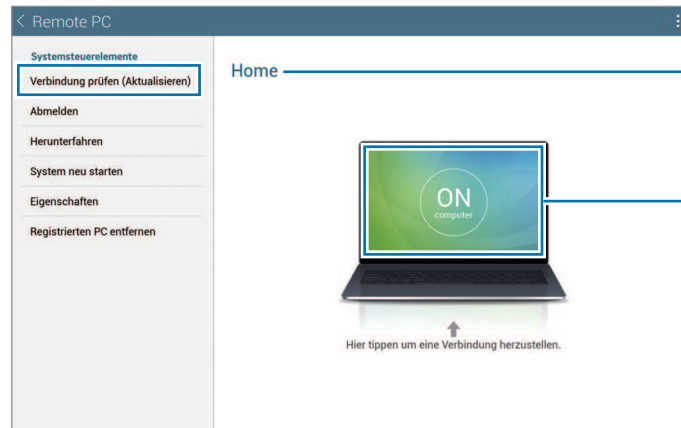 Remote PC
Systemsteuerelemente
Verbindung prüfen (Aktualisieren)
Abmelden
Herunterfahren
System neu starten
Eigenschaften
Registrierten PC entfernen
Home
ON
computer
Hier tippen um eine Verbindung herzustellen.